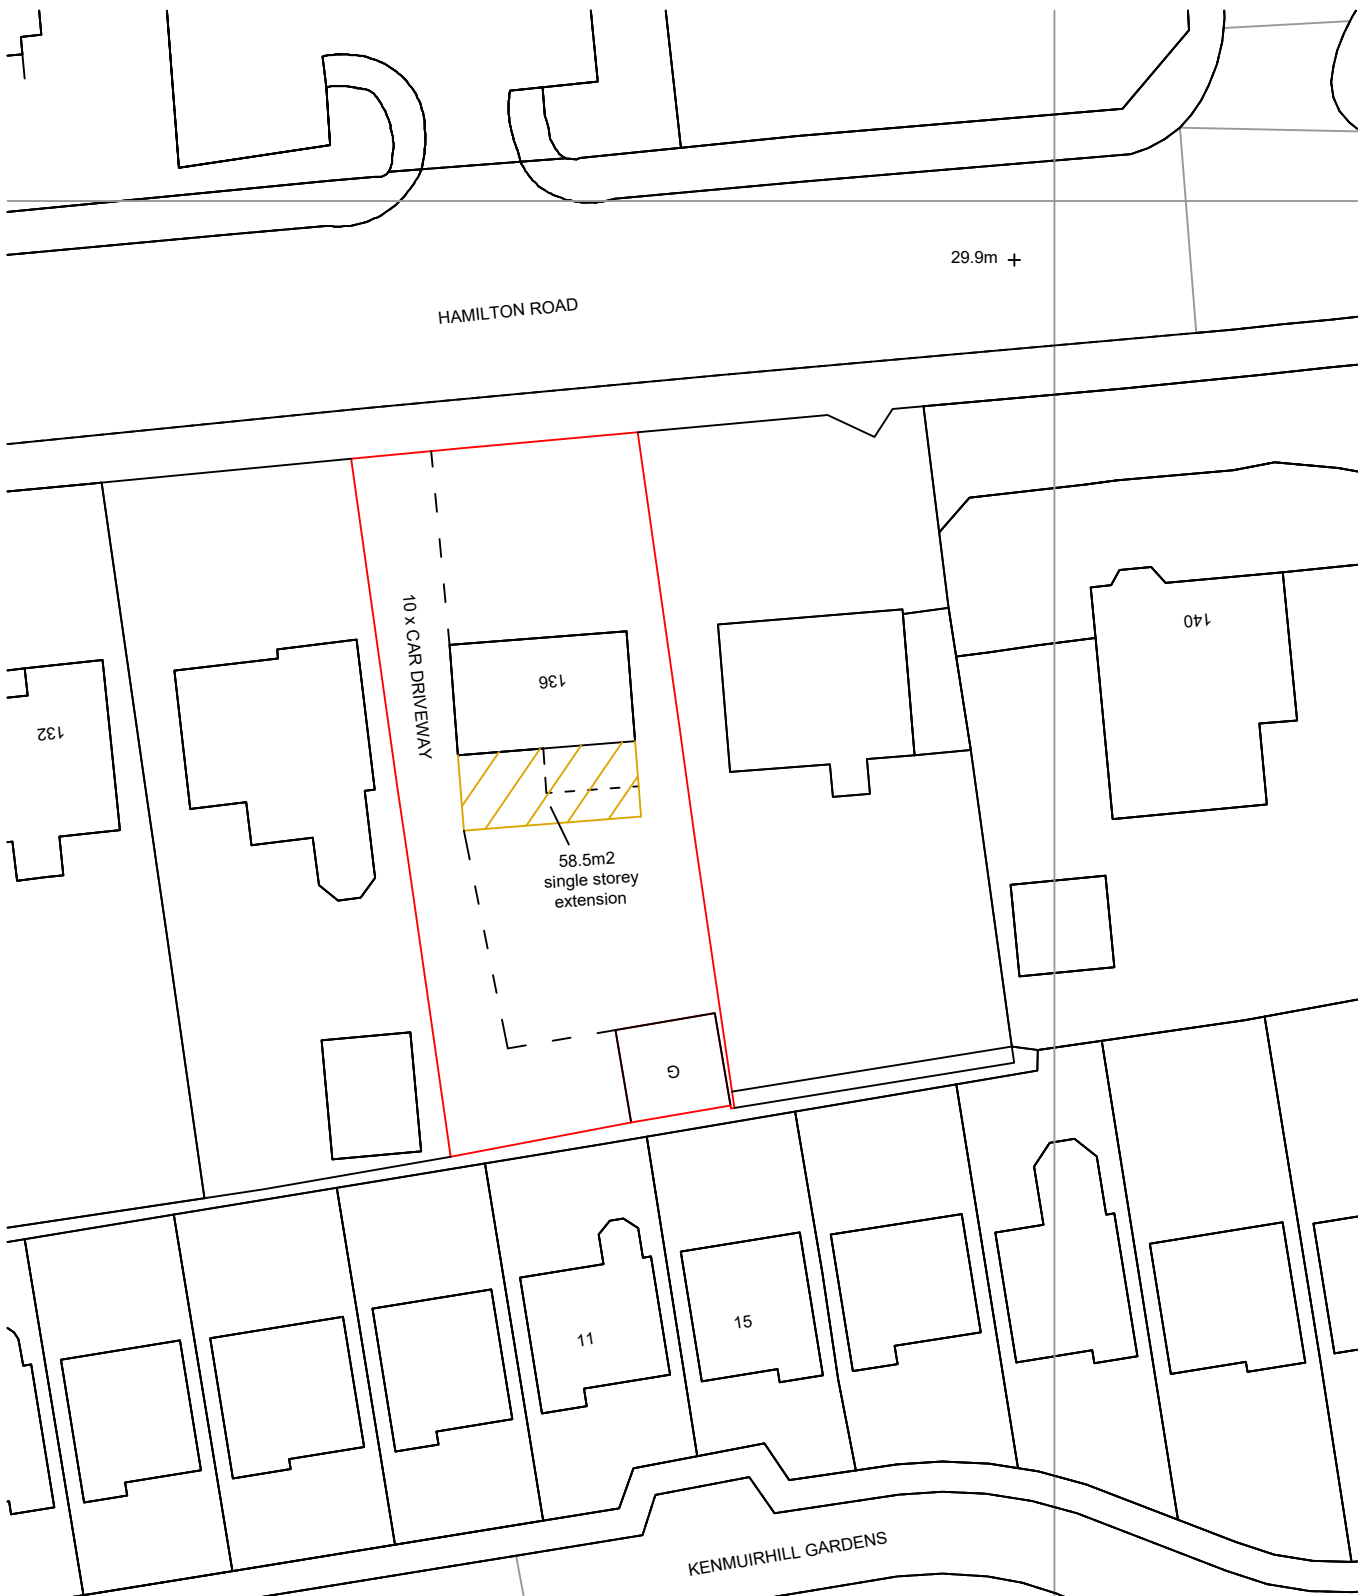 29.9m
HAMILTON ROAD
10 x CAR DRIVEWAY
136
140
132
58.5m2
single storey
extension
G
11
15
KENMUIRHILL GARDENS